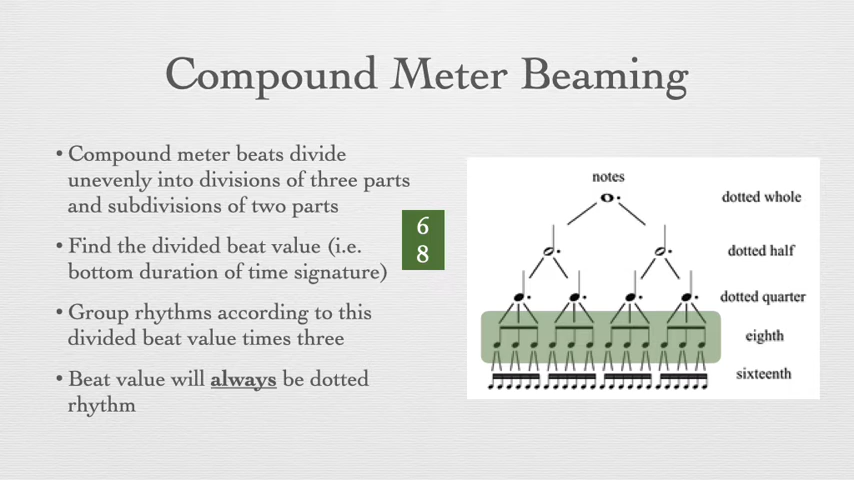 Compound Meter Beaming
• Compound meter beats divide
unevenly into divisions of three parts
and subdivisions of two parts
• Find the divided beat value (i.e.
bottom duration of time signature)
• Group rhythms according to this
divided beat value times three
• Beat value will always be dotted
rhythm
6
8
notes
dotted whole
dotted half
dotted quarter
eighth
sixteenth